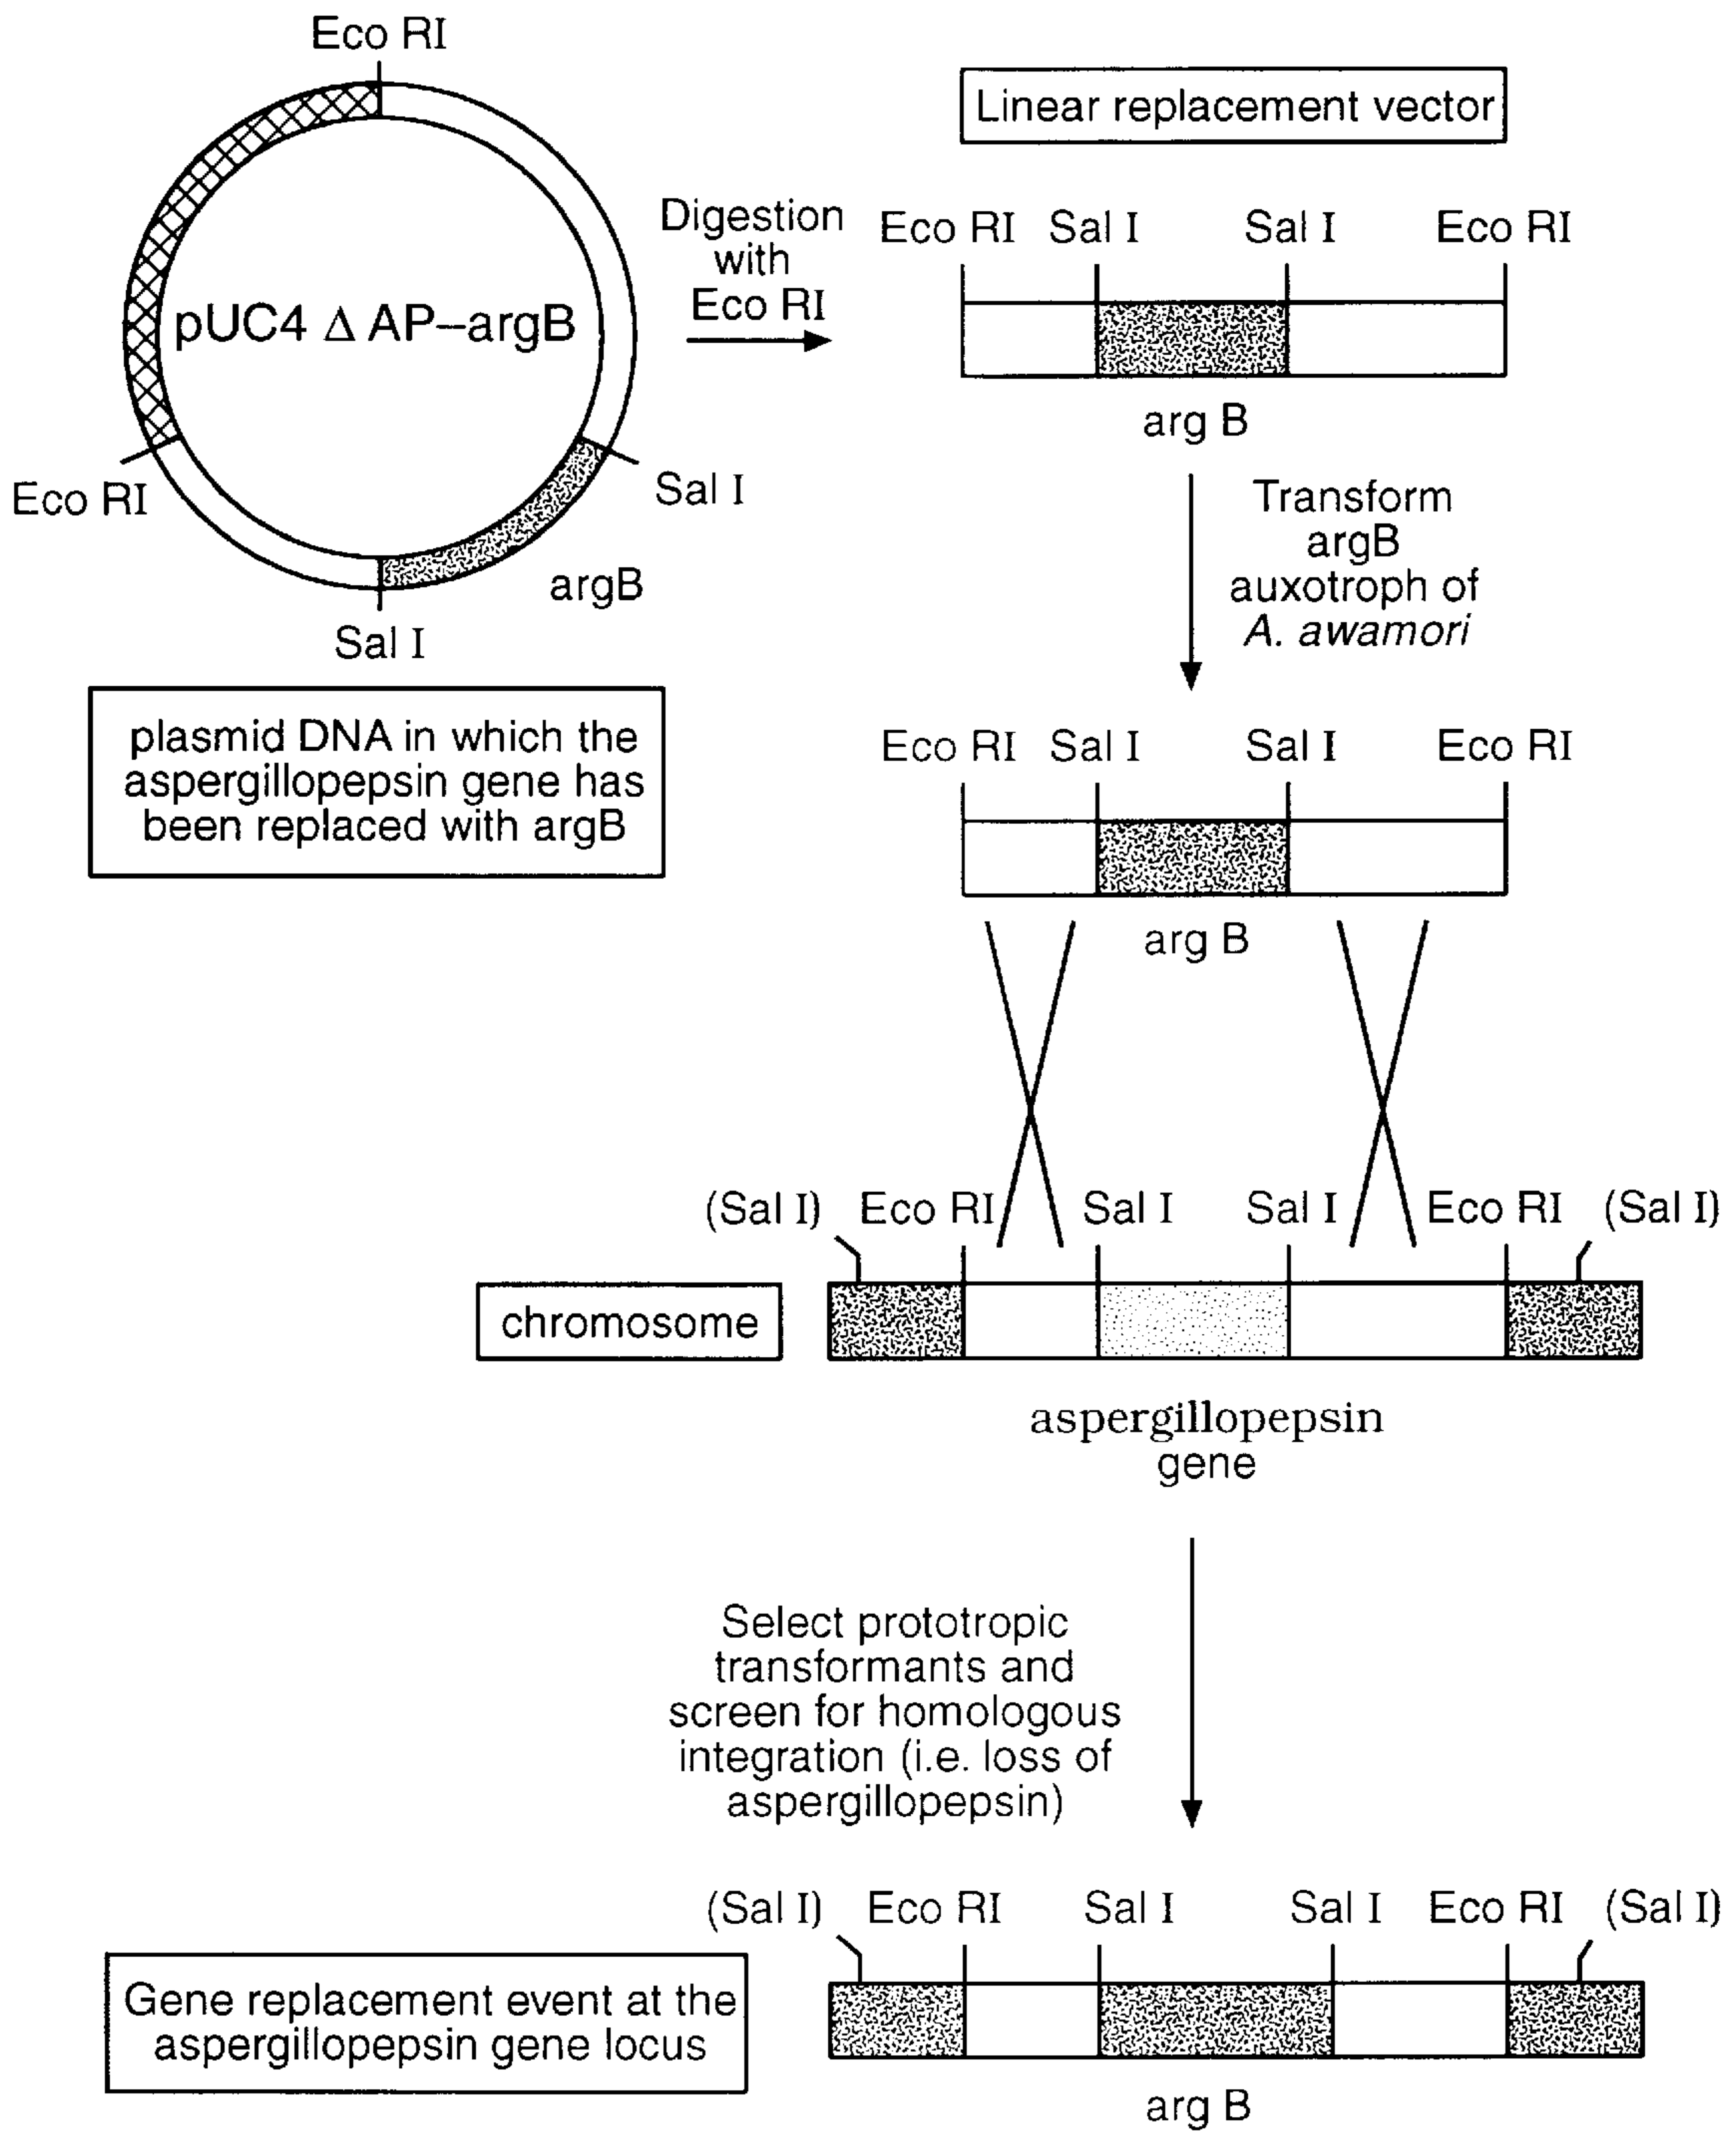 Eco RI
pUC4 Δ AP–argB
Eco RI
Sal I
argB
Sal I
plasmid DNA in which the
aspergillopepsin gene has
been replaced with argB
Digestion
with
Eco RI
Linear replacement vector
Eco RI Sal I Sal I Eco RI
arg B
Transform
argB
auxotroph of
A. awamori
Eco RI Sal I Sal I Eco RI
arg B
(Sal I) Eco RI Sal I Sal I Eco RI (Sal I)
chromosome
aspergillopepsin
gene
Select prototropic
transformants and
screen for homologous
integration (i.e. loss of
aspergillopepsin)
(Sal I) Eco RI Sal I Sal I Eco RI (Sal I)
Gene replacement event at the
aspergillopepsin gene locus
arg B